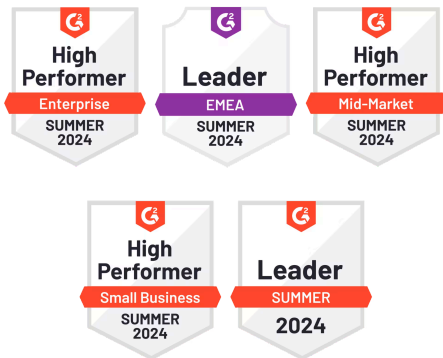 G2
High
Performer
Enterprise
SUMMER
2024
G2
Leader
EMEA
SUMMER
2024
G2
High
Performer
Mid-Market
SUMMER
2024
G2
High
Performer
Small Business
SUMMER
2024
G2
Leader
SUMMER
2024